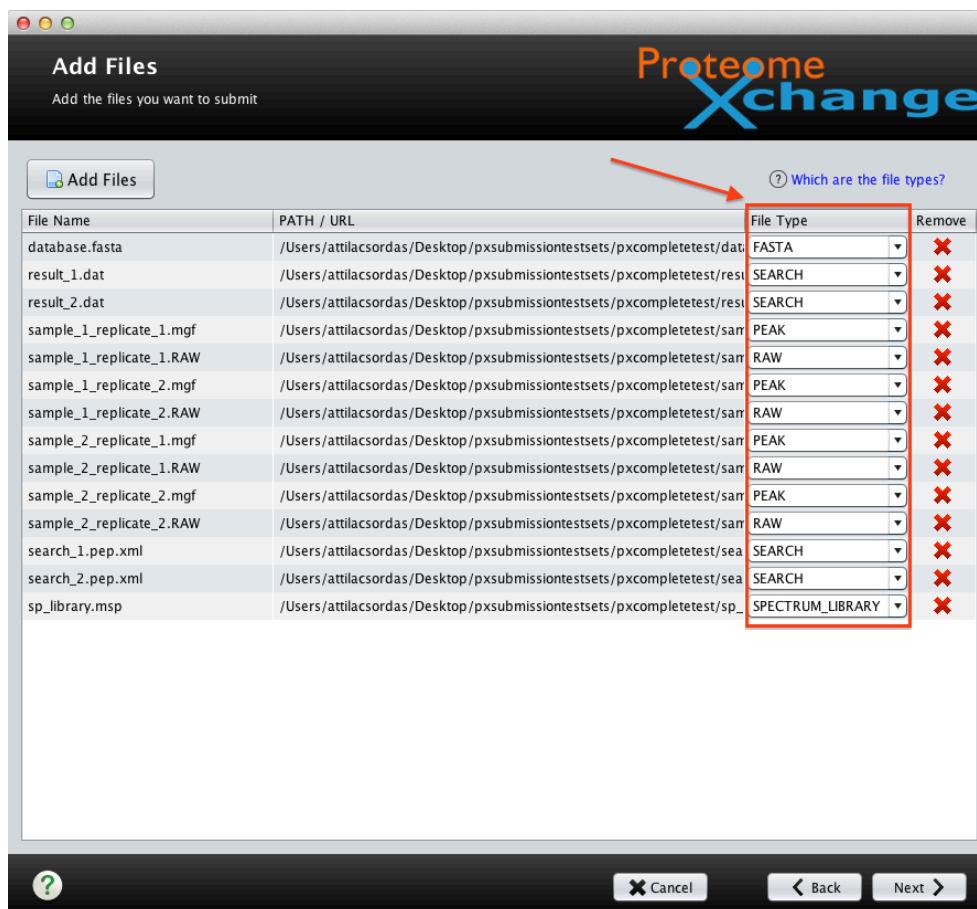 Add Files
Add the files you want to submit
Proteome
Xchange
Add Files
? Which are the file types?
File Name PATH / URL File Type Remove
database.fasta /Users/attilacsordas/Desktop/pxsubmissiontestsets/pxcompletetest/data FASTA
result_1.dat /Users/attilacsordas/Desktop/pxsubmissiontestsets/pxcompletetest/resu SEARCH
result_2.dat /Users/attilacsordas/Desktop/pxsubmissiontestsets/pxcompletetest/resu SEARCH
sample_1_replicate_1.mgf /Users/attilacsordas/Desktop/pxsubmissiontestsets/pxcompletetest/sam PEAK
sample_1_replicate_1.RAW /Users/attilacsordas/Desktop/pxsubmissiontestsets/pxcompletetest/sam RAW
sample_1_replicate_2.mgf /Users/attilacsordas/Desktop/pxsubmissiontestsets/pxcompletetest/sam PEAK
sample_1_replicate_2.RAW /Users/attilacsordas/Desktop/pxsubmissiontestsets/pxcompletetest/sam RAW
sample_2_replicate_1.mgf /Users/attilacsordas/Desktop/pxsubmissiontestsets/pxcompletetest/sam PEAK
sample_2_replicate_1.RAW /Users/attilacsordas/Desktop/pxsubmissiontestsets/pxcompletetest/sam RAW
sample_2_replicate_2.mgf /Users/attilacsordas/Desktop/pxsubmissiontestsets/pxcompletetest/sam PEAK
sample_2_replicate_2.RAW /Users/attilacsordas/Desktop/pxsubmissiontestsets/pxcompletetest/sam RAW
search_1.pep.xml /Users/attilacsordas/Desktop/pxsubmissiontestsets/pxcompletetest/sea SEARCH
search_2.pep.xml /Users/attilacsordas/Desktop/pxsubmissiontestsets/pxcompletetest/sea SEARCH
sp_library.msp /Users/attilacsordas/Desktop/pxsubmissiontestsets/pxcompletetest/sp_ SPECTRUM_LIBRARY
? Cancel Back Next